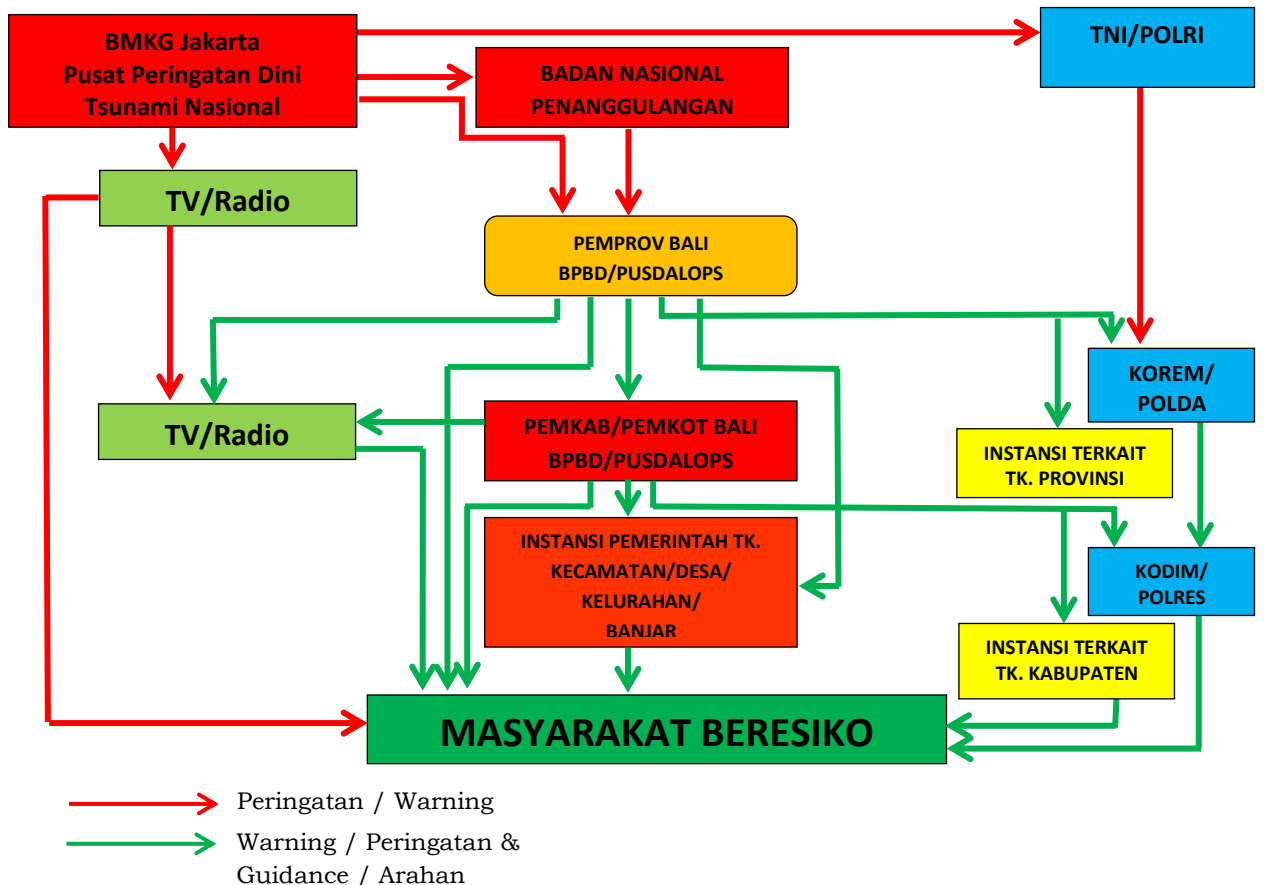 BMKG Jakarta
Pusat Peringatan Dini
Tsunami Nasional
TNI/POLRI
BADAN NASIONAL
PENANGGULANGAN
TV/Radio
PEMPROV BALI
BPBD/PUSDALOPS
KOREM/
POLDA
TV/Radio
PEMKAB/PEMKOT BALI
BPBD/PUSDALOPS
INSTANSI TERKAIT
TK. PROVINSI
INSTANSI PEMERINTAH TK.
KECAMATAN/DESA/
KELURAHAN/
BANJAR
KODIM/
POLRES
INSTANSI TERKAIT
TK. KABUPATEN
MASYARAKAT BERESIKO
Peringatan / Warning
Warning / Peringatan &
Guidance / Arahan